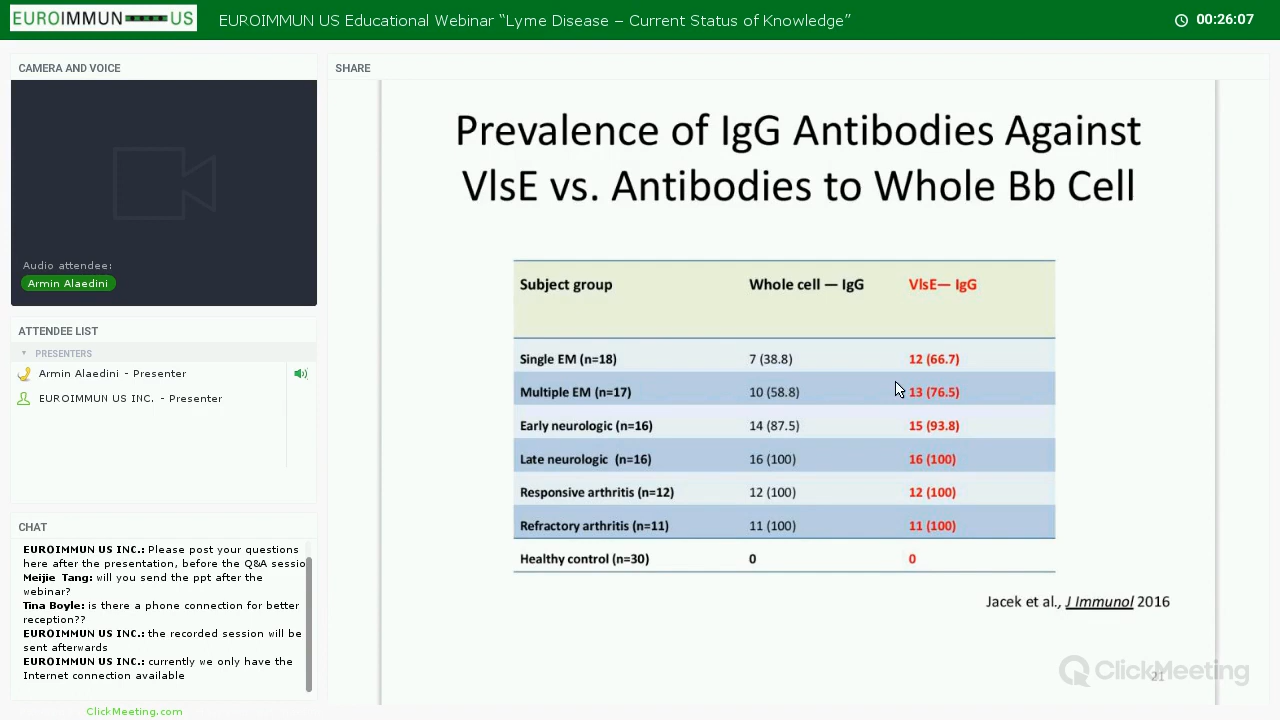 EUROIMMUN US
EUROIMMUN US Educational Webinar “Lyme Disease – Current Status of Knowledge”
00:26:07
CAMERA AND VOICE
Audio attendee:
Armin Alaedini
ATTENDEE LIST
PRESENTERS
Armin Alaedini - Presenter
EUROIMMUN US INC. - Presenter
CHAT
EUROIMMUN US INC.: Please post your questions
here after the presentation, before the Q&A sessio
Meijie Tang: will you send the ppt after the
webinar?
Tina Boyle: is there a phone connection for better
reception??
EUROIMMUN US INC.: the recorded session will be
sent afterwards
EUROIMMUN US INC.: currently we only have the
Internet connection available
ClickMeeting.com
SHARE
Prevalence of IgG Antibodies Against
VlsE vs. Antibodies to Whole Bb Cell
Subject group Whole cell — IgG VlsE— IgG
Single EM (n=18) 7 (38.8) 12 (66.7)
Multiple EM (n=17) 10 (58.8) 13 (76.5)
Early neurologic (n=16) 14 (87.5) 15 (93.8)
Late neurologic (n=16) 16 (100) 16 (100)
Responsive arthritis (n=12) 12 (100) 12 (100)
Refractory arthritis (n=11) 11 (100) 11 (100)
Healthy control (n=30) 0 0
Jacek et al., J Immunol 2016
ClickMeeting
21